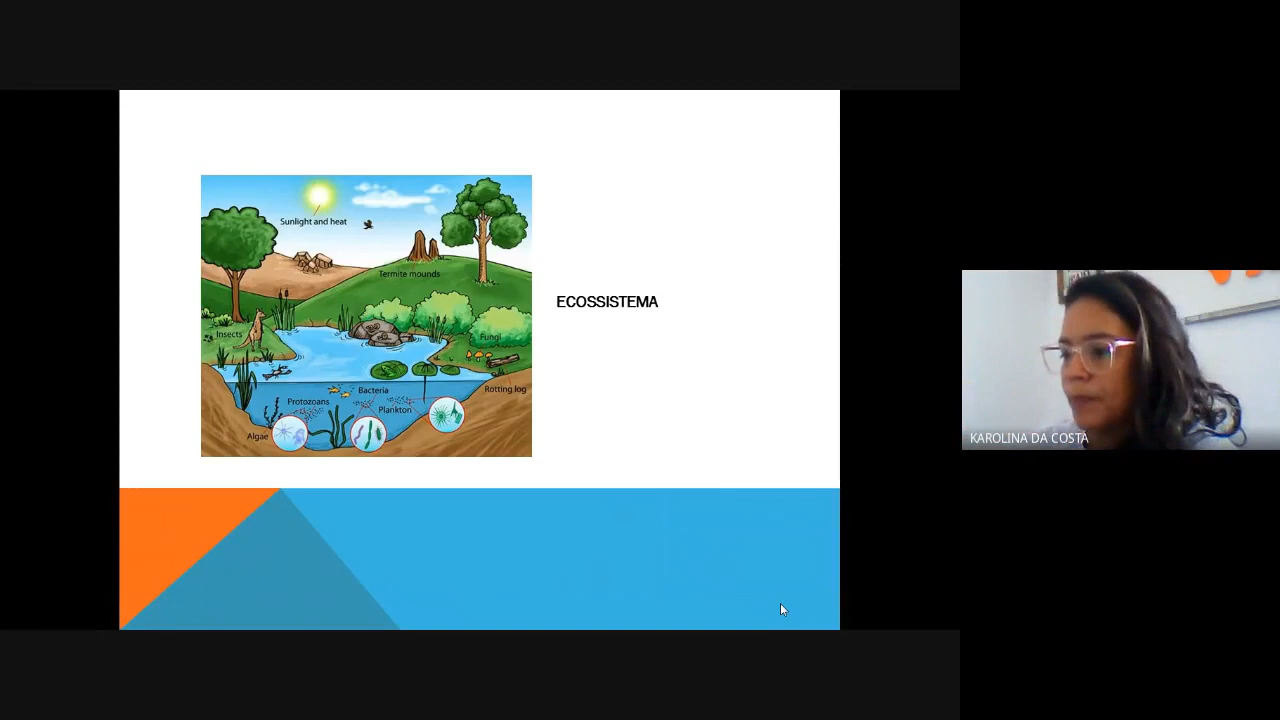 Sunlight and heat
Termite mounds
ECOSSISTEMA
Insects
Fungi
Rotting log
Bacteria
Protozoans
Plankton
Algae
KAROLINA DA COSTA